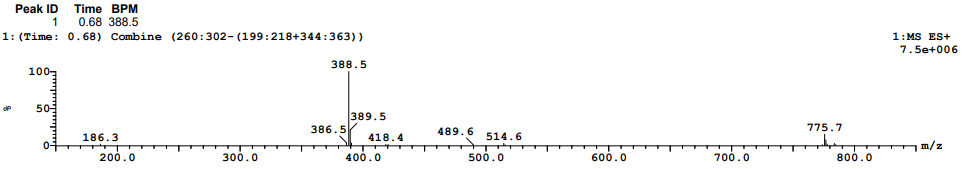 Peak ID Time BPM
1 0.68 388.5
1:(Time: 0.68) Combine (260:302-(199:218+344:363))
1:MS ES+
7.5e+006
100
388.5
%
50
389.5
386.5
186.3
418.4
489.6
514.6
775.7
0
200.0 300.0 400.0 500.0 600.0 700.0 800.0 m/z